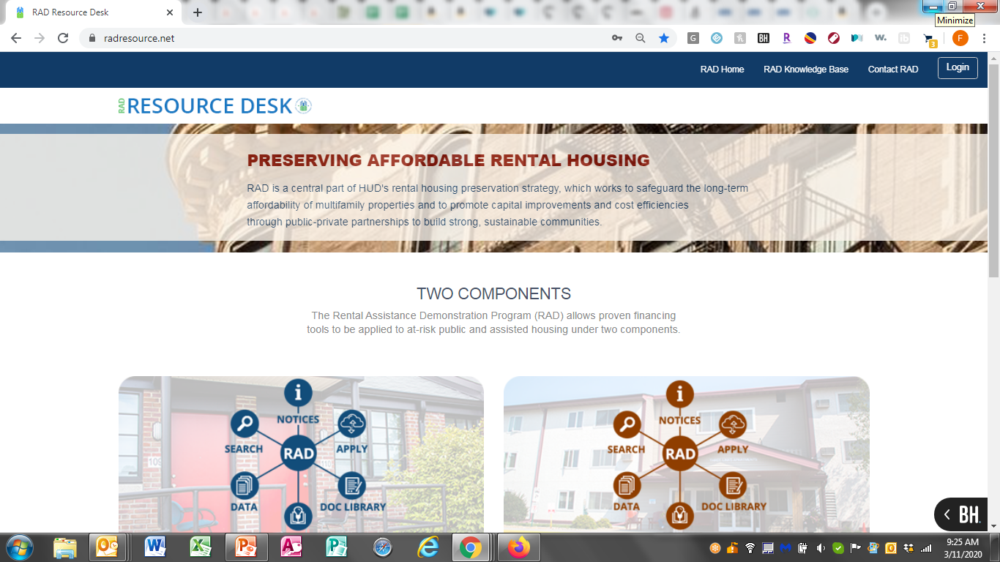 RAD Resource Desk
Minimize
radresource.net
G
BH
R
w.
lb
3
F
RAD Home
RAD Knowledge Base
Contact RAD
Login
RAD RESOURCE DESK
PRESERVING AFFORDABLE RENTAL HOUSING
RAD is a central part of HUD's rental housing preservation strategy, which works to safeguard the long-term
affordability of multifamily properties and to promote capital improvements and cost efficiencies
through public-private partnerships to build strong, sustainable communities.
TWO COMPONENTS
The Rental Assistance Demonstration Program (RAD) allows proven financing
tools to be applied to at-risk public and assisted housing under two components.
NOTICES
SEARCH
APPLY
RAD
DATA
DOC LIBRARY
NOTICES
SEARCH
APPLY
RAD
DATA
DOC LIBRARY
BH.
9:25 AM
3/11/2020